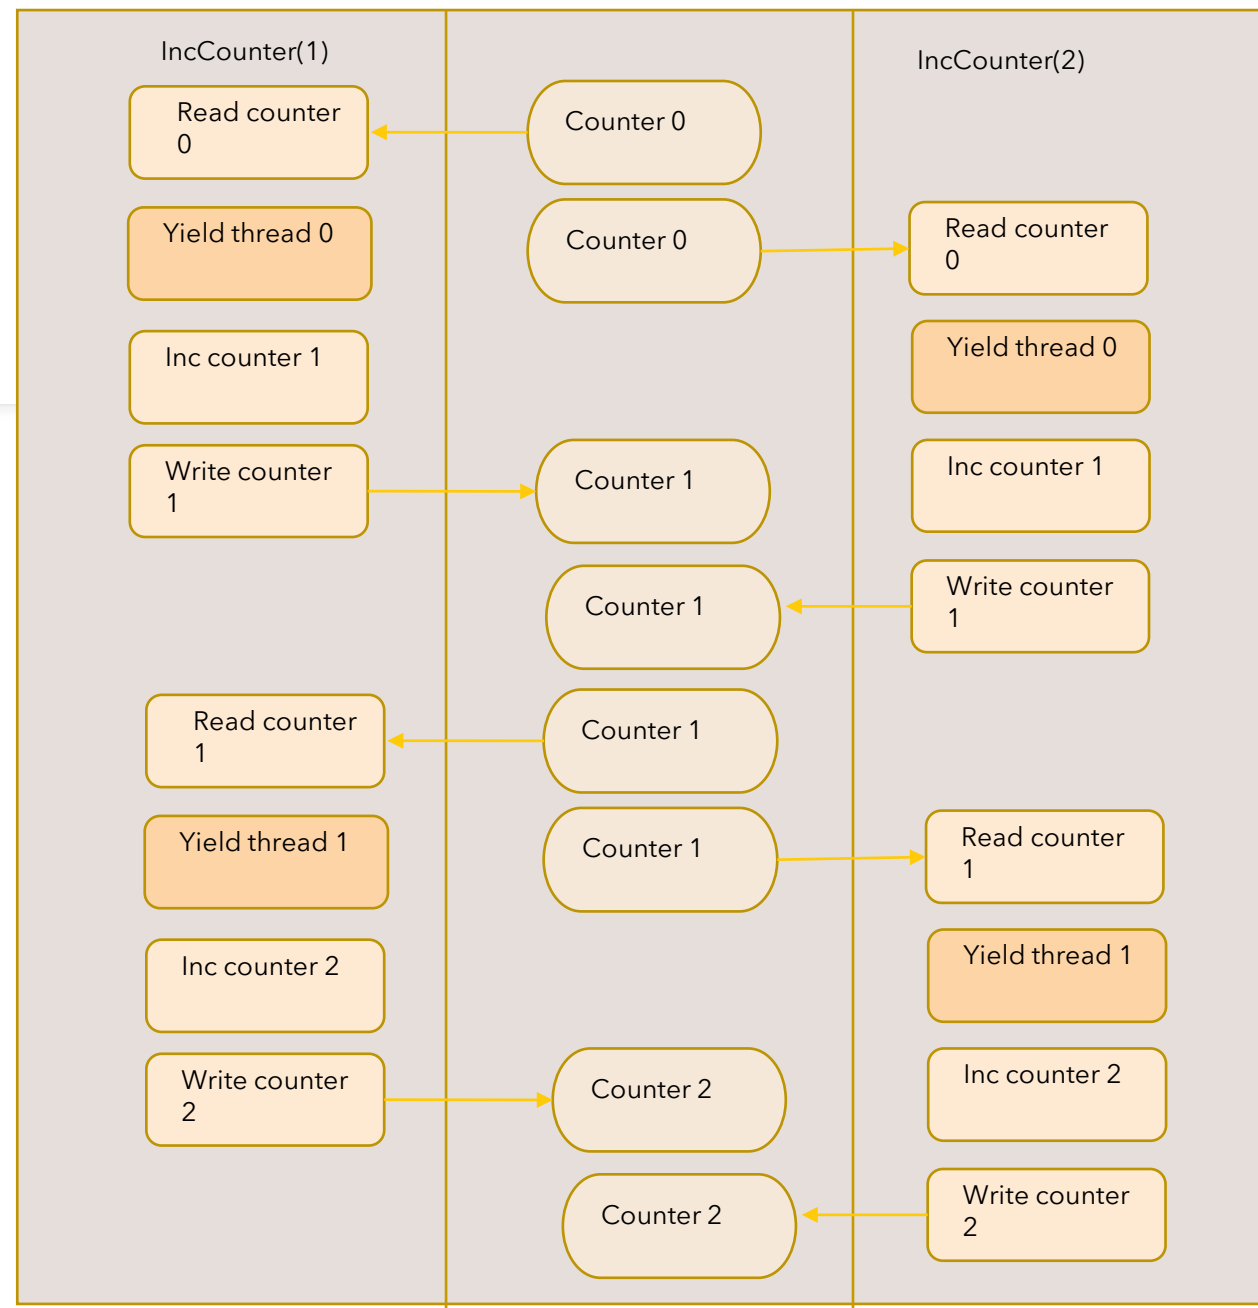 IncCounter(1)
IncCounter(2)
Read counter
0
Counter 0
Yield thread 0
Counter 0
Read counter
0
Inc counter 1
Yield thread 0
Write counter
1
Counter 1
Inc counter 1
Counter 1
Write counter
1
Read counter
1
Counter 1
Yield thread 1
Counter 1
Read counter
1
Inc counter 2
Yield thread 1
Write counter
2
Counter 2
Inc counter 2
Counter 2
Write counter
2